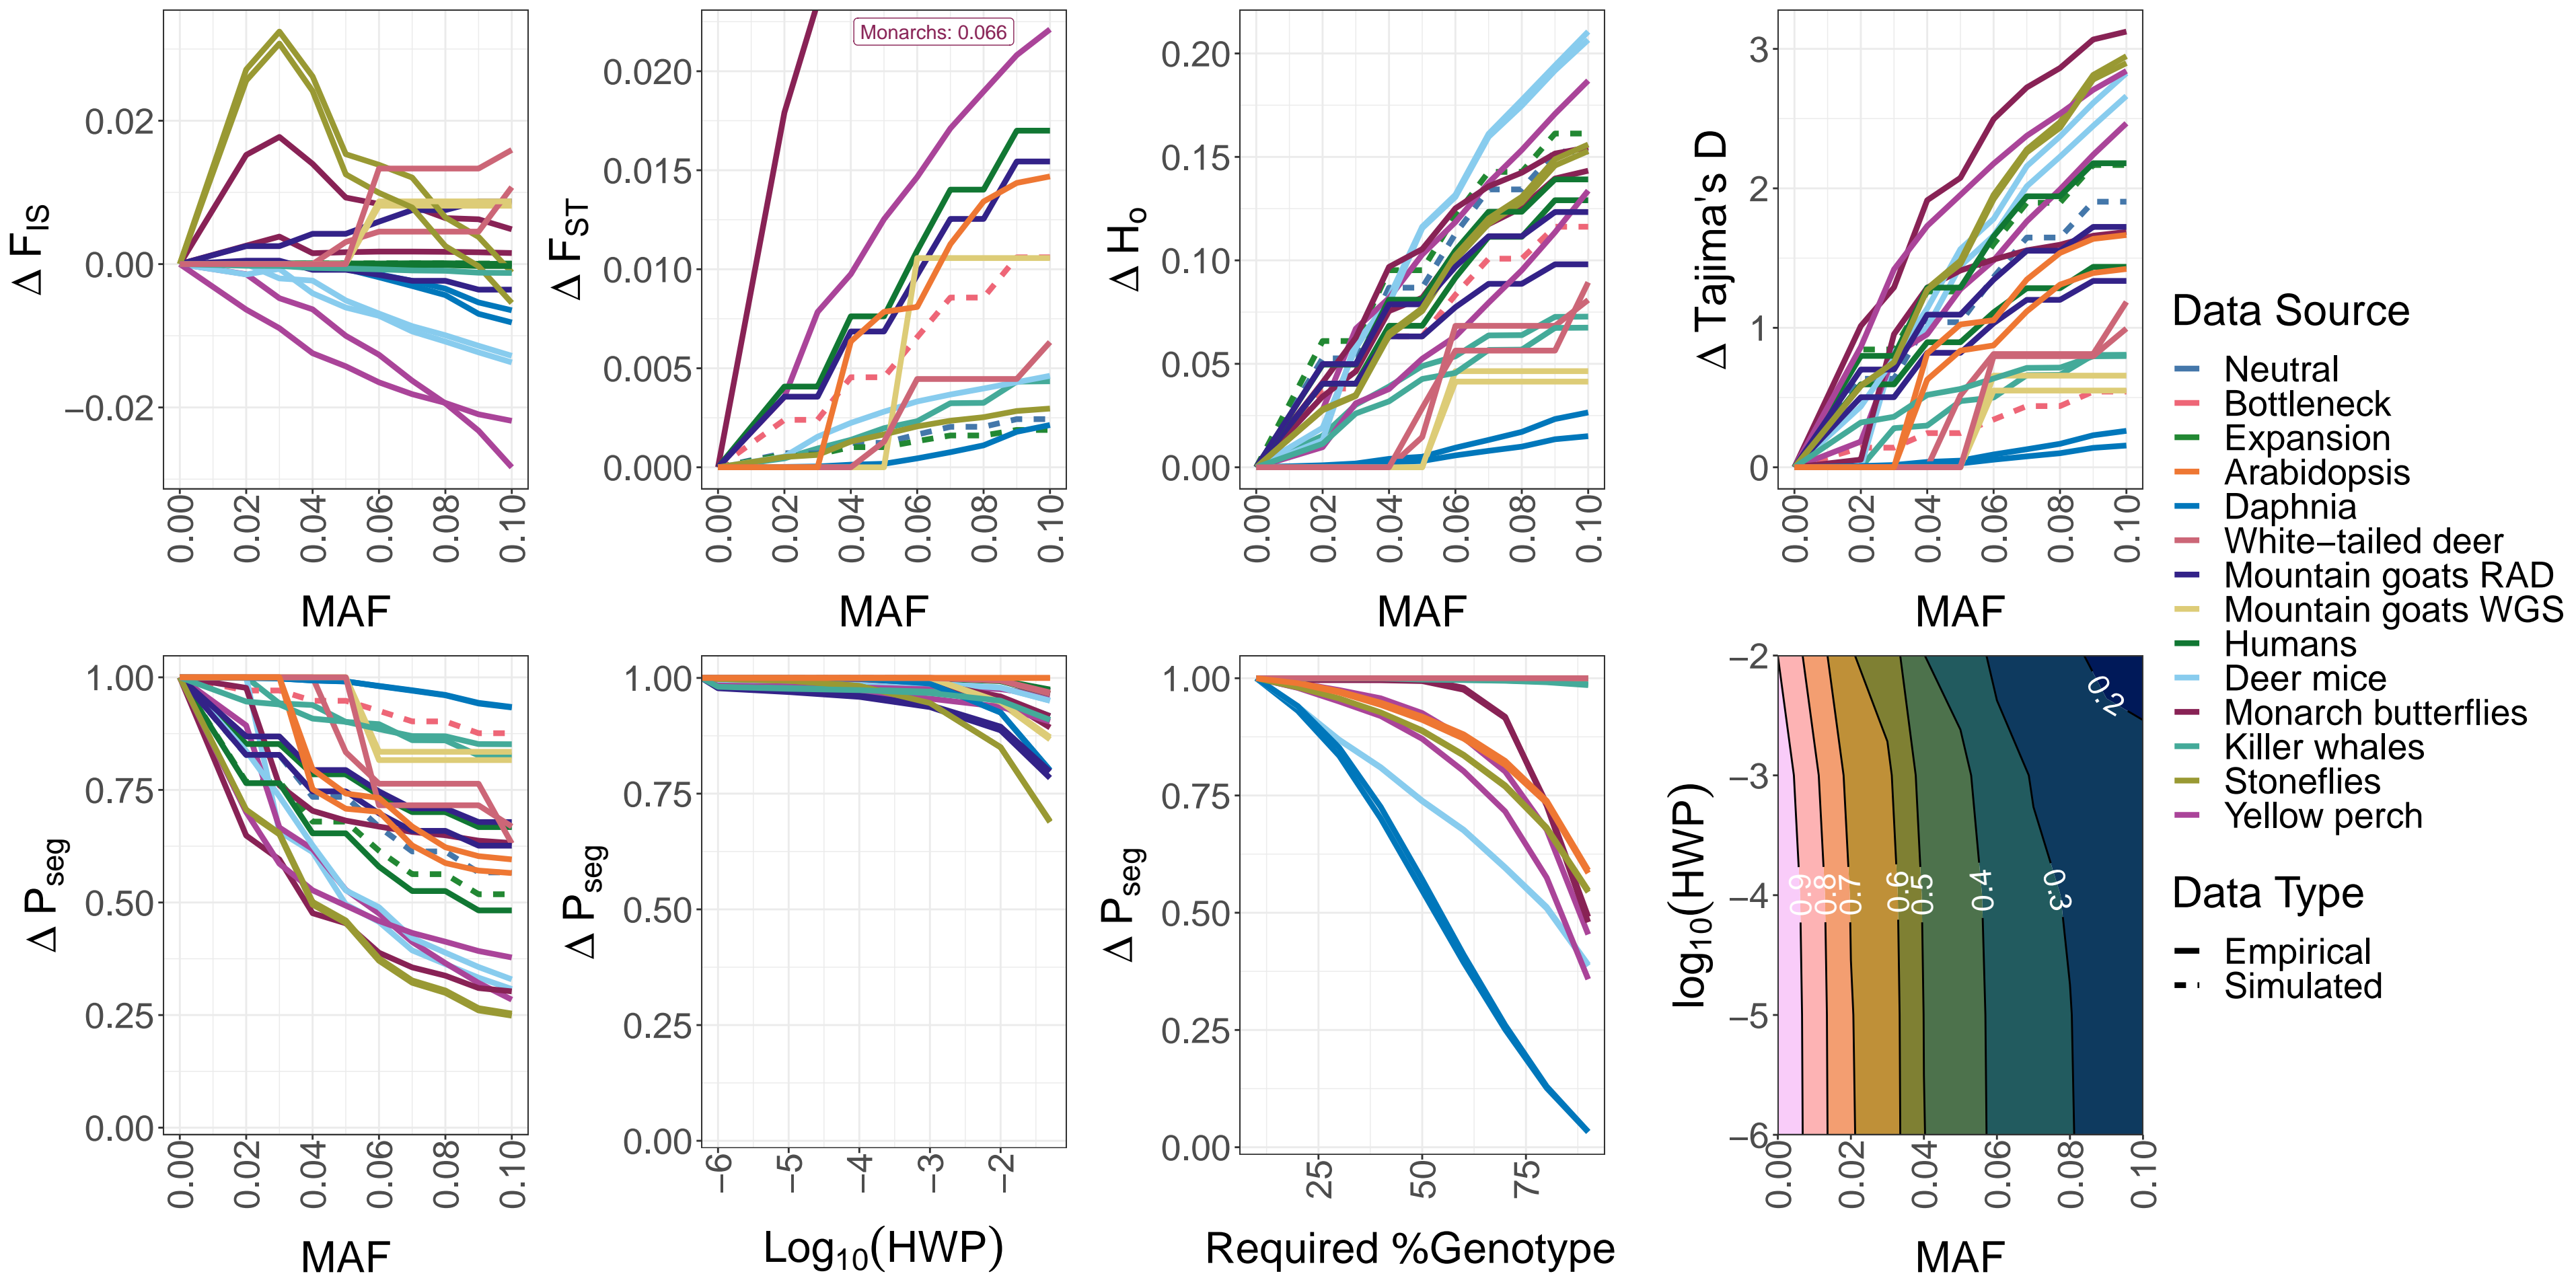 Δ F_IS
0.02
0.00
−0.02
0.00 0.02 0.04 0.06 0.08 0.10
MAF
Δ F_ST
Monarchs: 0.066
0.020
0.015
0.010
0.005
0.000
0.00 0.02 0.04 0.06 0.08 0.10
MAF
Δ H_o
0.20
0.15
0.10
0.05
0.00
0.00 0.02 0.04 0.06 0.08 0.10
MAF
Δ Tajima's D
3
2
1
0
0.00 0.02 0.04 0.06 0.08 0.10
MAF
Δ P_seg
1.00
0.75
0.50
0.25
0.00
0.00 0.02 0.04 0.06 0.08 0.10
MAF
Δ P_seg
1.00
0.75
0.50
0.25
0.00
−6 −5 −4 −3 −2
Log₁₀(HWP)
Δ P_seg
1.00
0.75
0.50
0.25
0.00
25 50 75
Required %Genotype
log₁₀(HWP)
−2
−3
−4
−5
−6
0.2
0.9 0.8 0.7 0.6 0.5 0.4 0.3
0.00 0.02 0.04 0.06 0.08 0.10
MAF
Data Source
Neutral
Bottleneck
Expansion
Arabidopsis
Daphnia
White−tailed deer
Mountain goats RAD
Mountain goats WGS
Humans
Deer mice
Monarch butterflies
Killer whales
Stoneflies
Yellow perch
Data Type
Empirical
Simulated